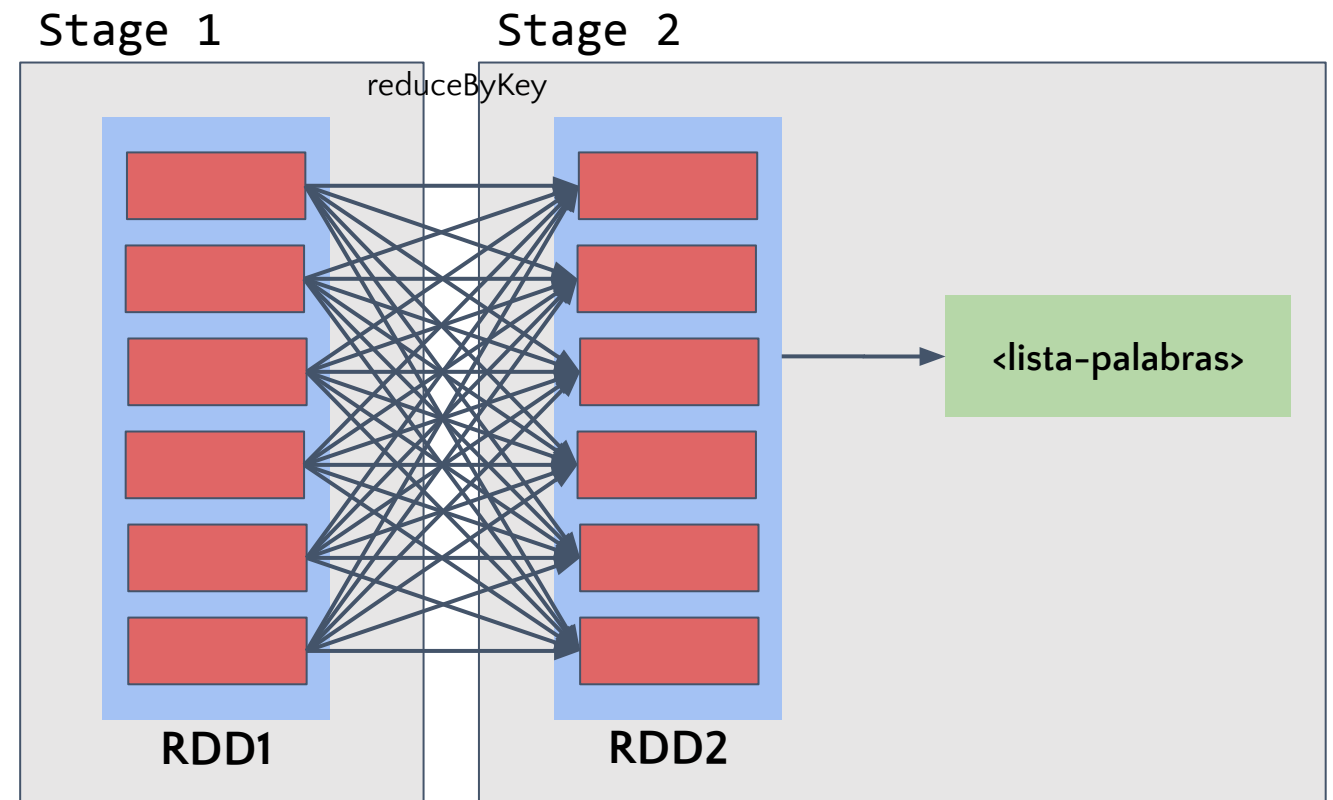 Stage 1
Stage 2
reduceByKey
<lista-palabras>
RDD1
RDD2